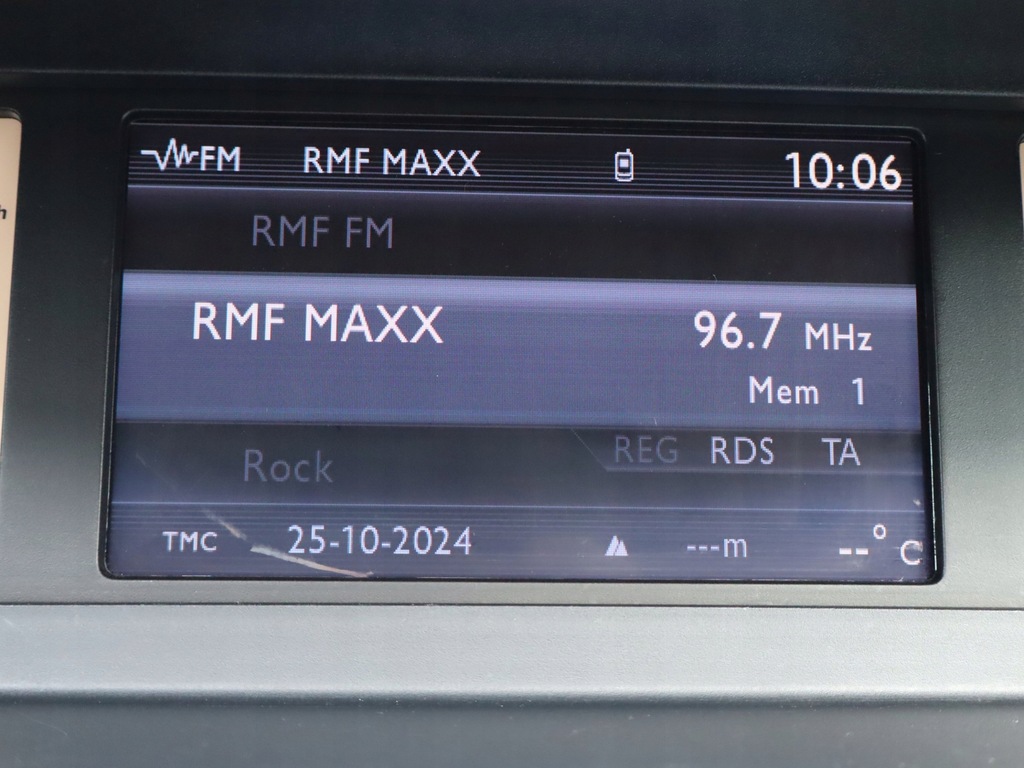 FM RMF MAXX 10:06
RMF FM
RMF MAXX 96.7 MHz
Mem 1
Rock REG RDS TA
TMC 25-10-2024 ---m --° C